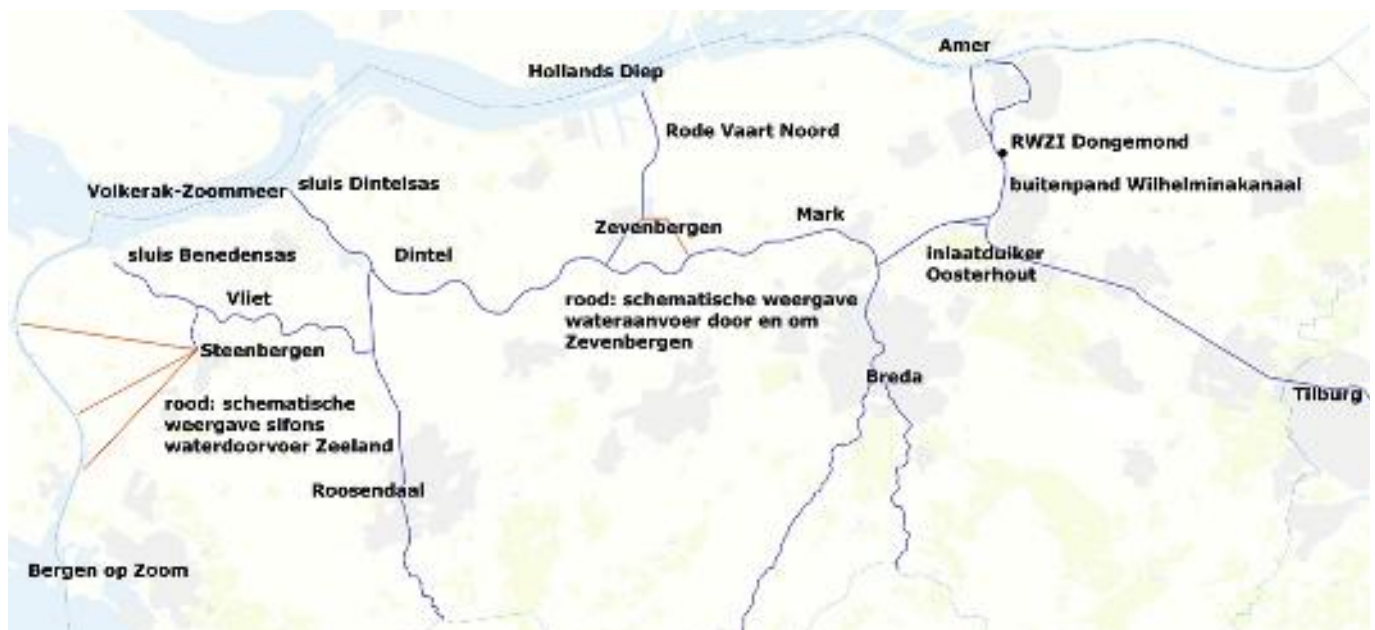 Amer
Hollands Diep
Rode Vaart Noord
RWZI Dongemond
Volkerak-Zoommeer
sluis Dintelsas
buitenpand Wilhelminakanaal
Zevenbergen
Mark
sluis Benedensas
Dintel
inlaatduiker
Oosterhout
Vliet
rood: schematische weergave
wateraanvoer door en om
Zevenbergen
Steenbergen
Breda
Tilburg
rood: schematische
weergave sifons
waterdoorvoer Zeeland
Roosendaal
Bergen op Zoom